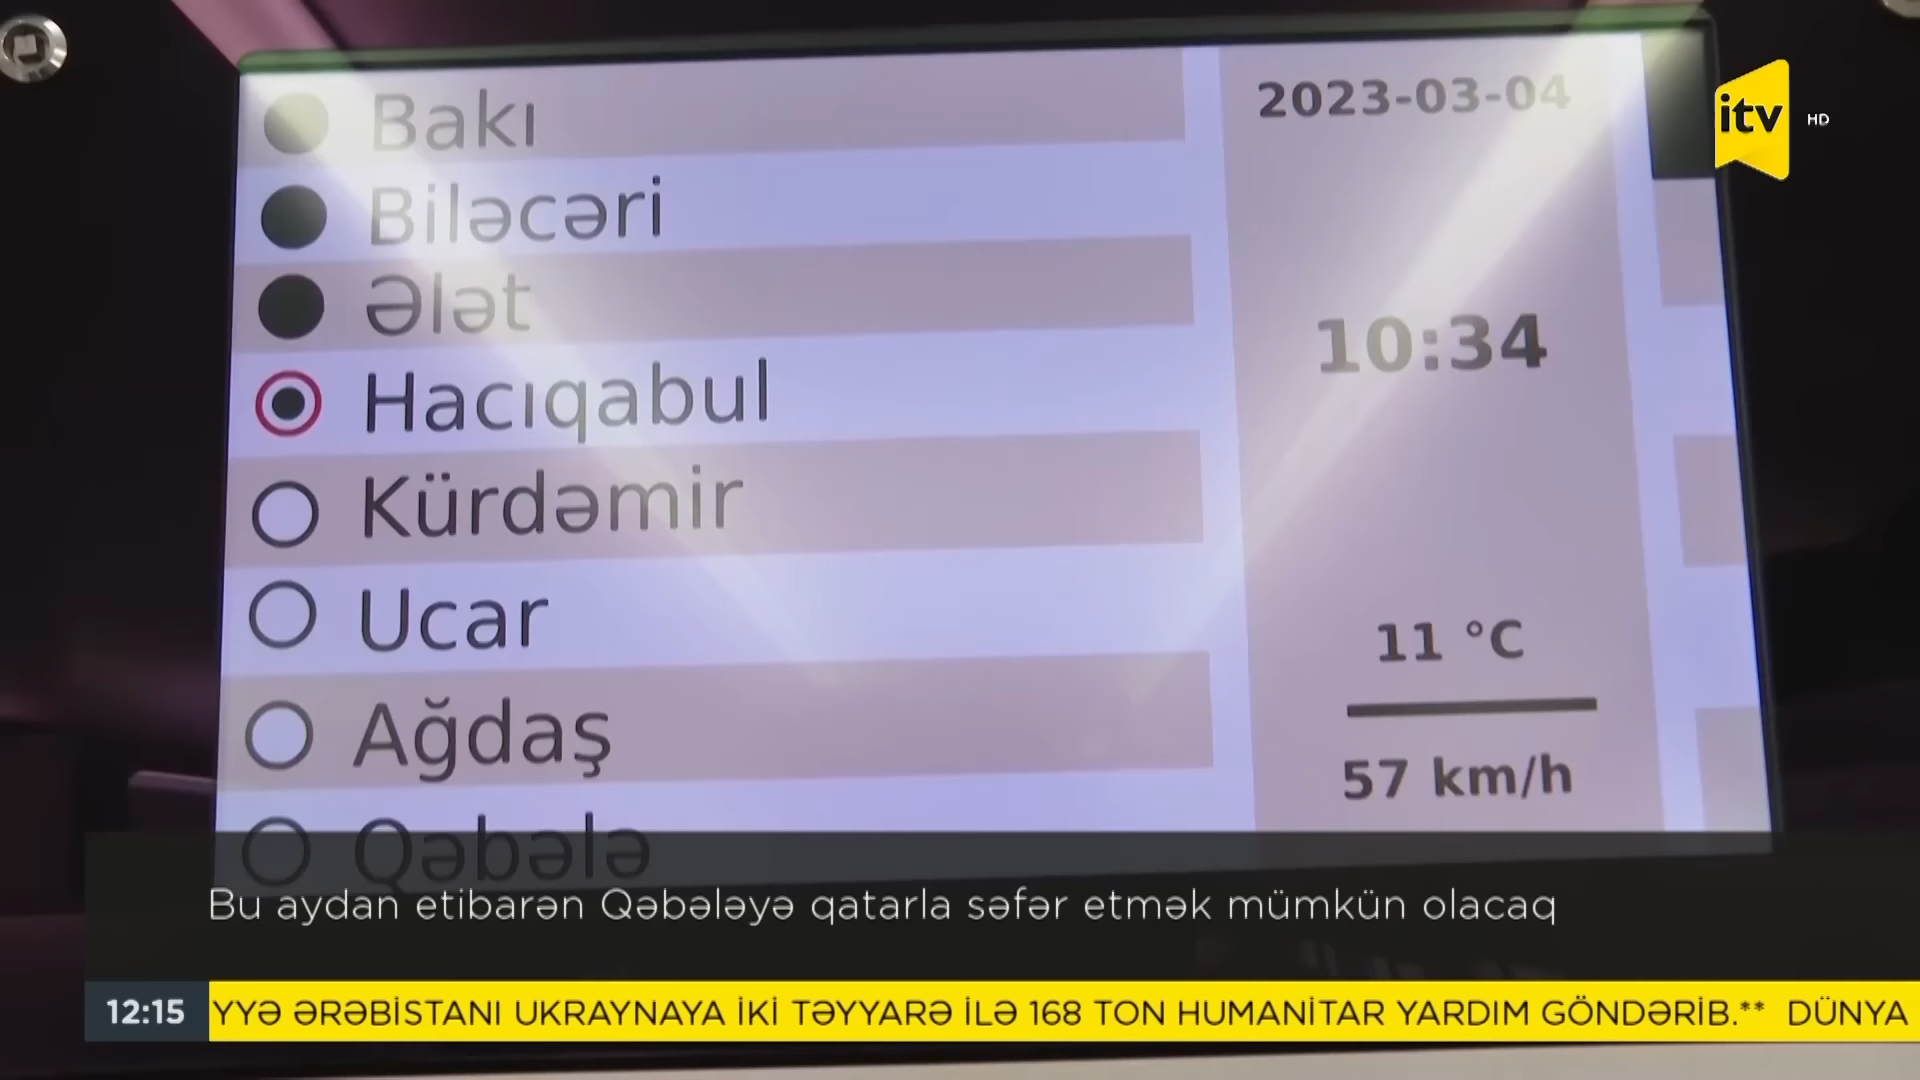 Bakı
Biləcəri
Ələt
Hacıqabul
Kürdəmir
Ucar
Ağdaş
Qəbələ
2023-03-04
10:34
11 °C
57 km/h
itv HD
Bu aydan etibarən Qəbələyə qatarla səfər etmək mümkün olacaq
12:15
YYƏ ƏRƏBİSTANI UKRAYNAYA İKİ TƏYYARƏ İLƏ 168 TON HUMANİTAR YARDIM GÖNDƏRİB.** DÜNYA